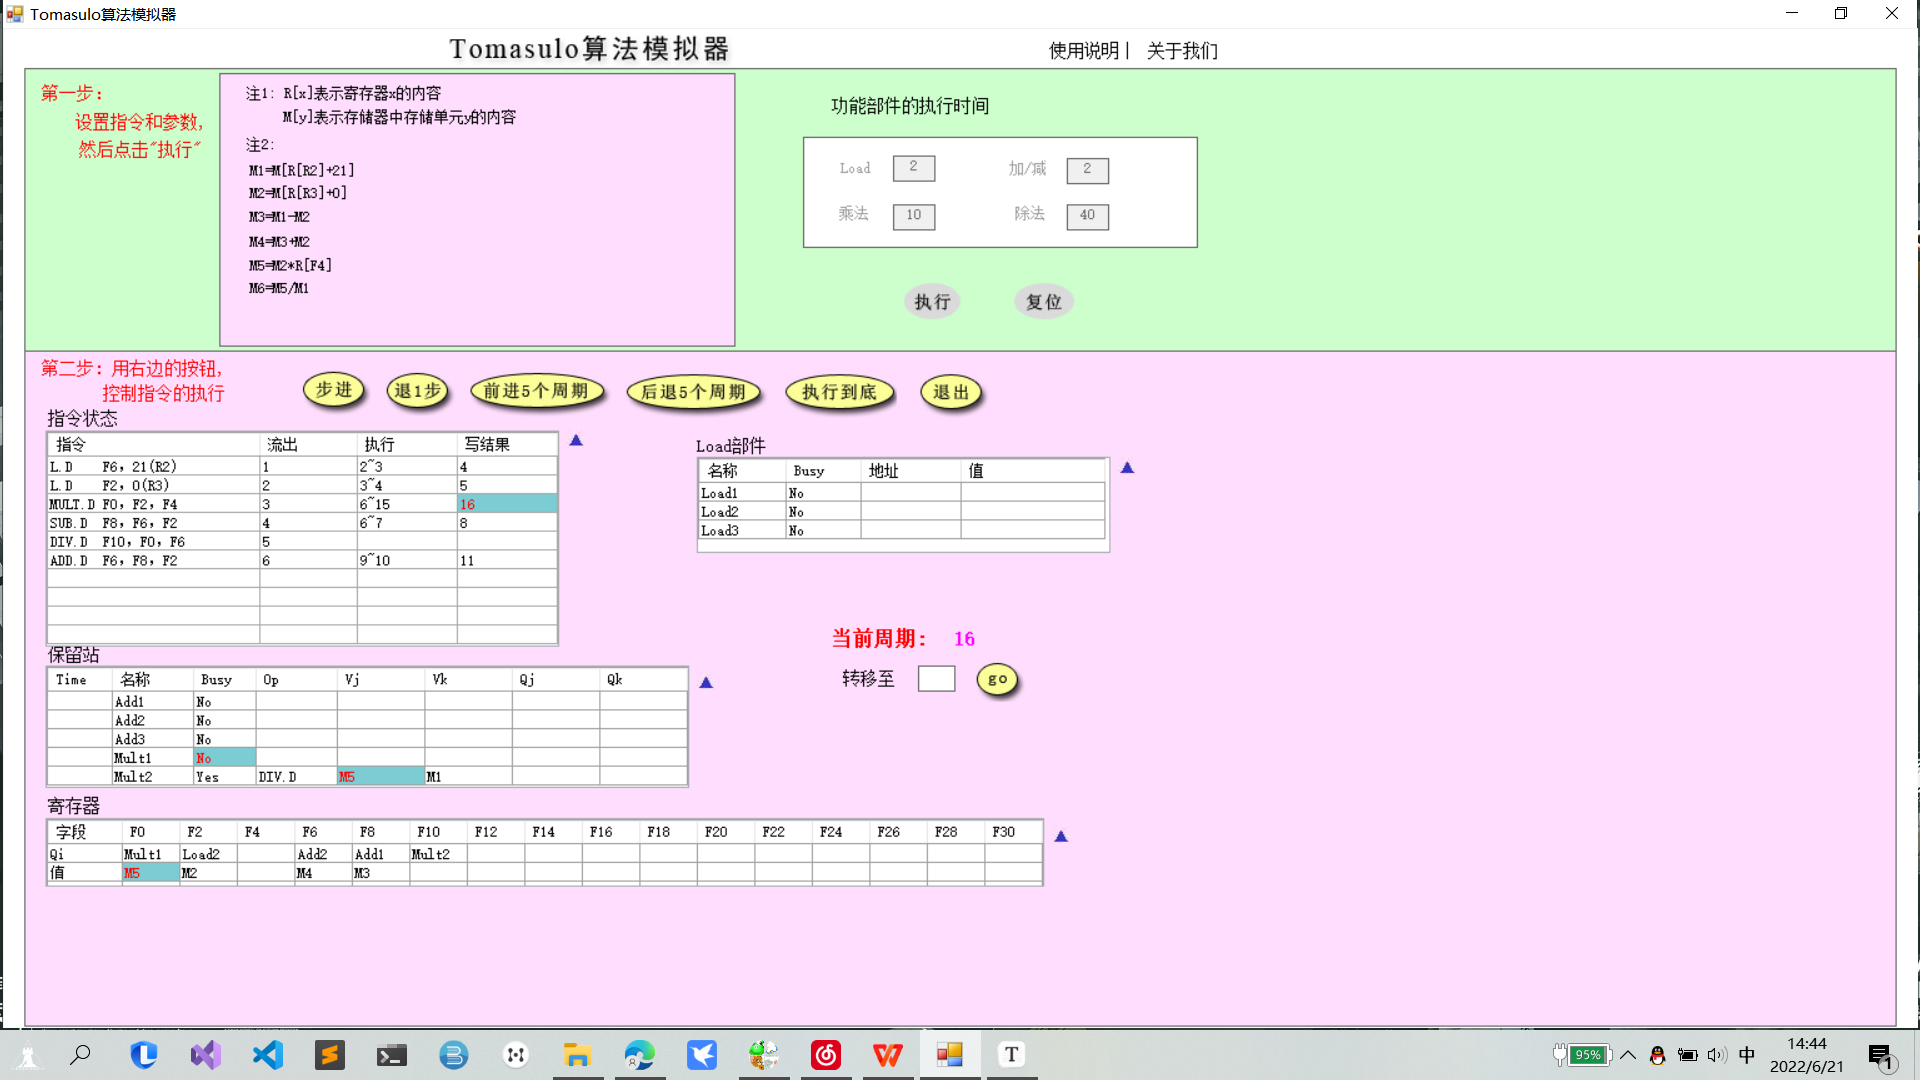 Tomasulo算法模拟器
Tomasulo算法模拟器
使用说明 | 关于我们
第一步：
设置指令和参数，
然后点击"执行"
注1: R[x]表示寄存器x的内容
M[y]表示存储器中存储单元y的内容
注2:
M1=M[R[R2]+21]
M2=M[R[R3]+0]
M3=M1-M2
M4=M3+M2
M5=M2*R[F4]
M6=M5/M1
功能部件的执行时间
Load 2 加/减 2
乘法 10 除法 40
执行 复位
第二步：用右边的按钮，
控制指令的执行
步进 退1步 前进5个周期 后退5个周期 执行到底 退出
指令状态
指令 流出 执行 写结果
L.D F6, 21(R2) 1 2~3 4
L.D F2, 0(R3) 2 3~4 5
MULT.D F0, F2, F4 3 6~15 16
SUB.D F8, F6, F2 4 6~7 8
DIV.D F10, F0, F6 5
ADD.D F6, F8, F2 6 9~10 11
Load部件
名称 Busy 地址 值
Load1 No
Load2 No
Load3 No
当前周期： 16
转移至 go
保留站
Time 名称 Busy Op Vj Vk Qj Qk
Add1 No
Add2 No
Add3 No
Mult1 No
Mult2 Yes DIV.D M5 M1
寄存器
字段 F0 F2 F4 F6 F8 F10 F12 F14 F16 F18 F20 F22 F24 F26 F28 F30
Qi Mult1 Load2 Add2 Add1 Mult2
值 M5 M2 M4 M3
95% 中 14:44
2022/6/21
1
T